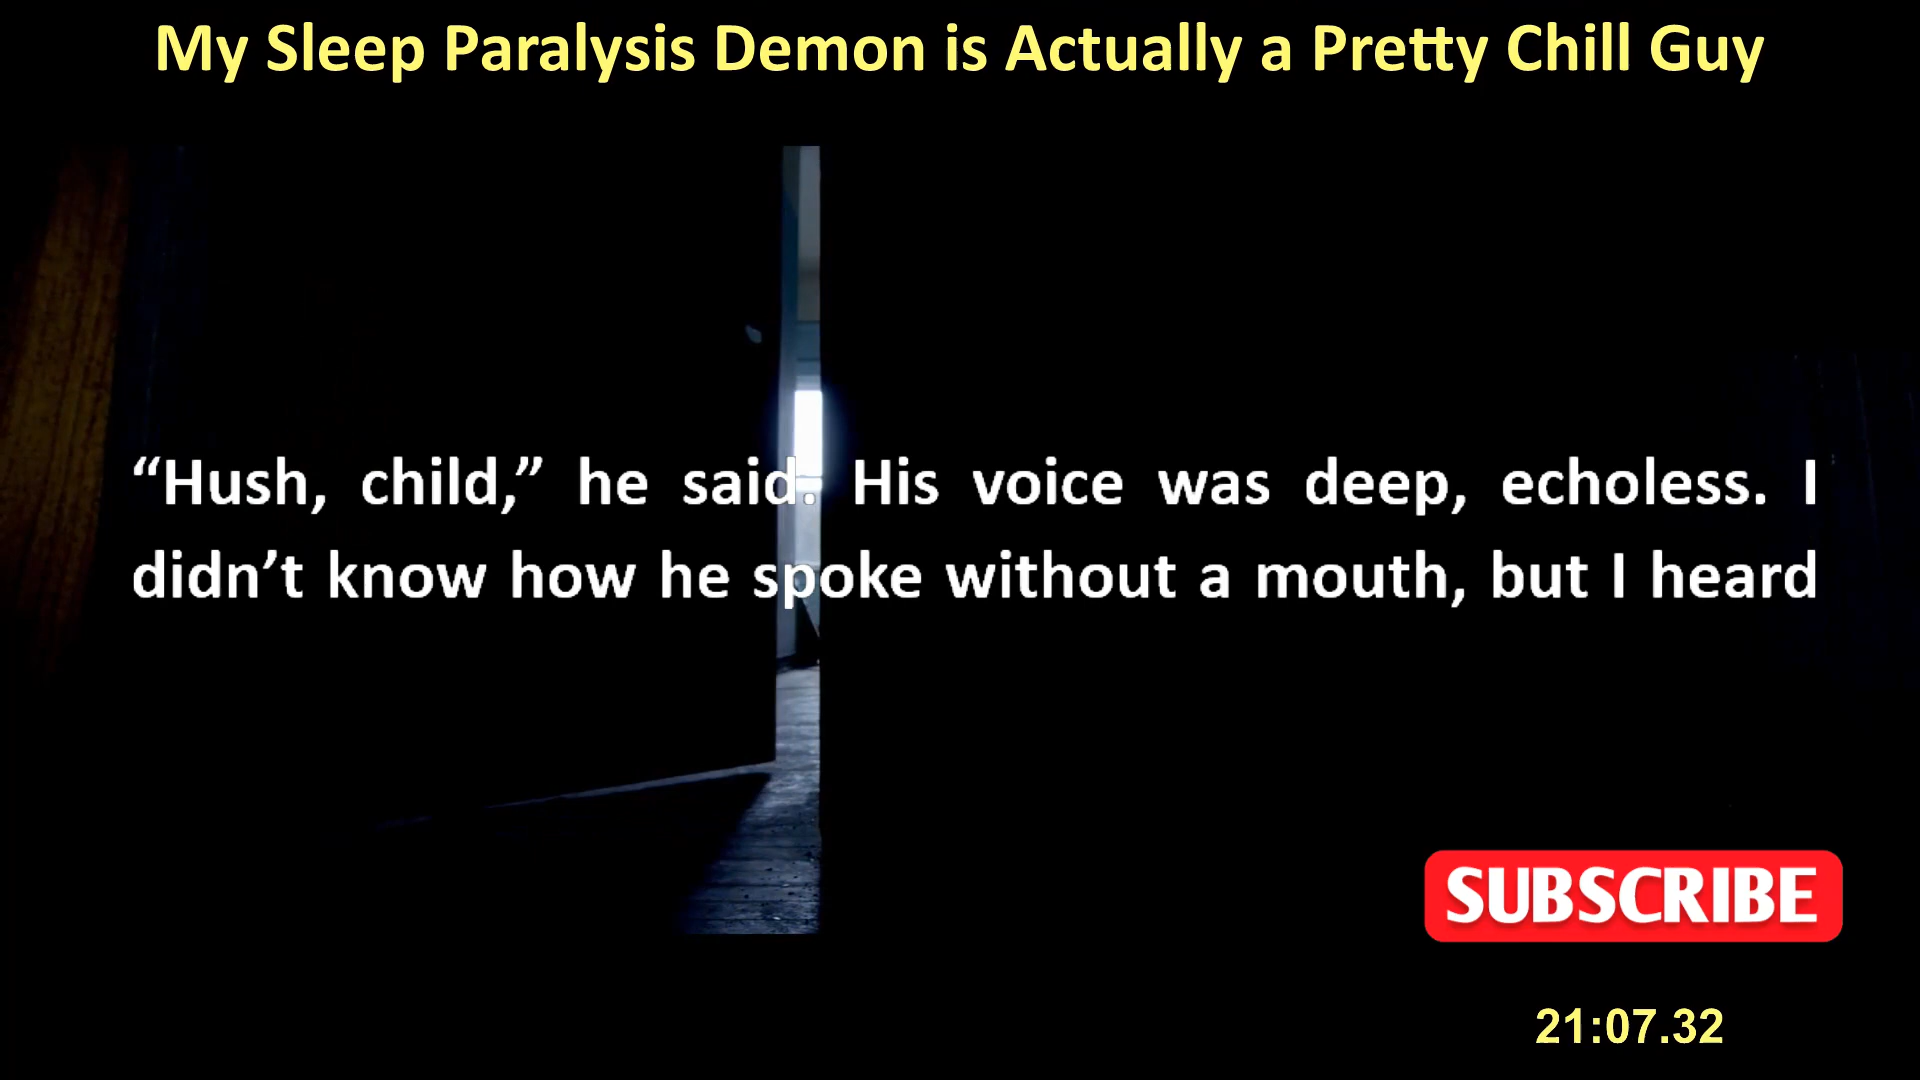 My Sleep Paralysis Demon is Actually a Pretty Chill Guy
“Hush, child,” he said. His voice was deep, echoless. I
didn’t know how he spoke without a mouth, but I heard
SUBSCRIBE
21:07.32